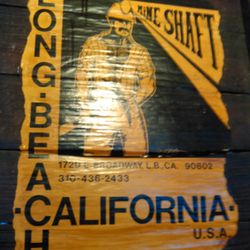 LONG·BEACH
MINE SHAFT
1720 E. BROADWAY, L.B., CA. 90802
310-436-2433
·CALIFORNIA·
U.S.A.